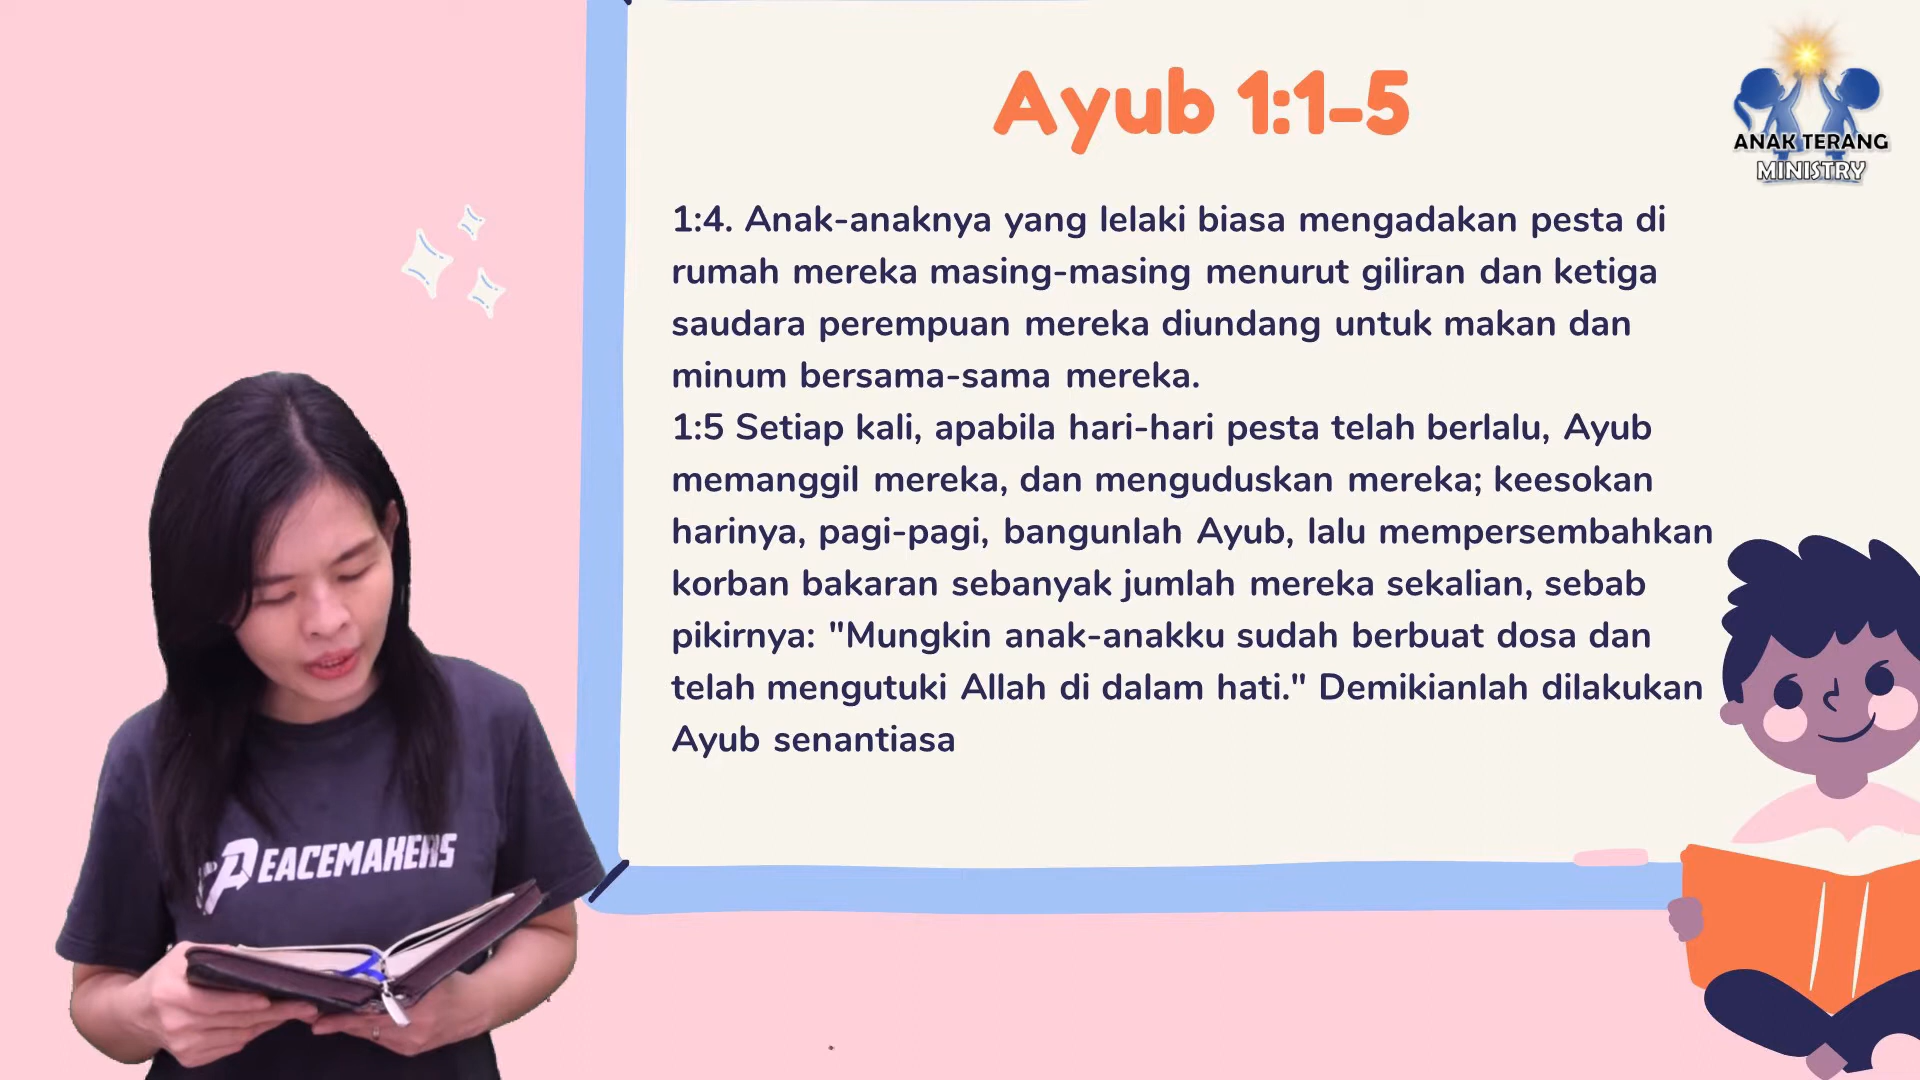 Ayub 1:1-5
ANAK TERANG
MINISTRY
1:4. Anak-anaknya yang lelaki biasa mengadakan pesta di
rumah mereka masing-masing menurut giliran dan ketiga
saudara perempuan mereka diundang untuk makan dan
minum bersama-sama mereka.
1:5 Setiap kali, apabila hari-hari pesta telah berlalu, Ayub
memanggil mereka, dan menguduskan mereka; keesokan
harinya, pagi-pagi, bangunlah Ayub, lalu mempersembahkan
korban bakaran sebanyak jumlah mereka sekalian, sebab
pikirnya: "Mungkin anak-anakku sudah berbuat dosa dan
telah mengutuki Allah di dalam hati." Demikianlah dilakukan
Ayub senantiasa
PEACEMAKERS